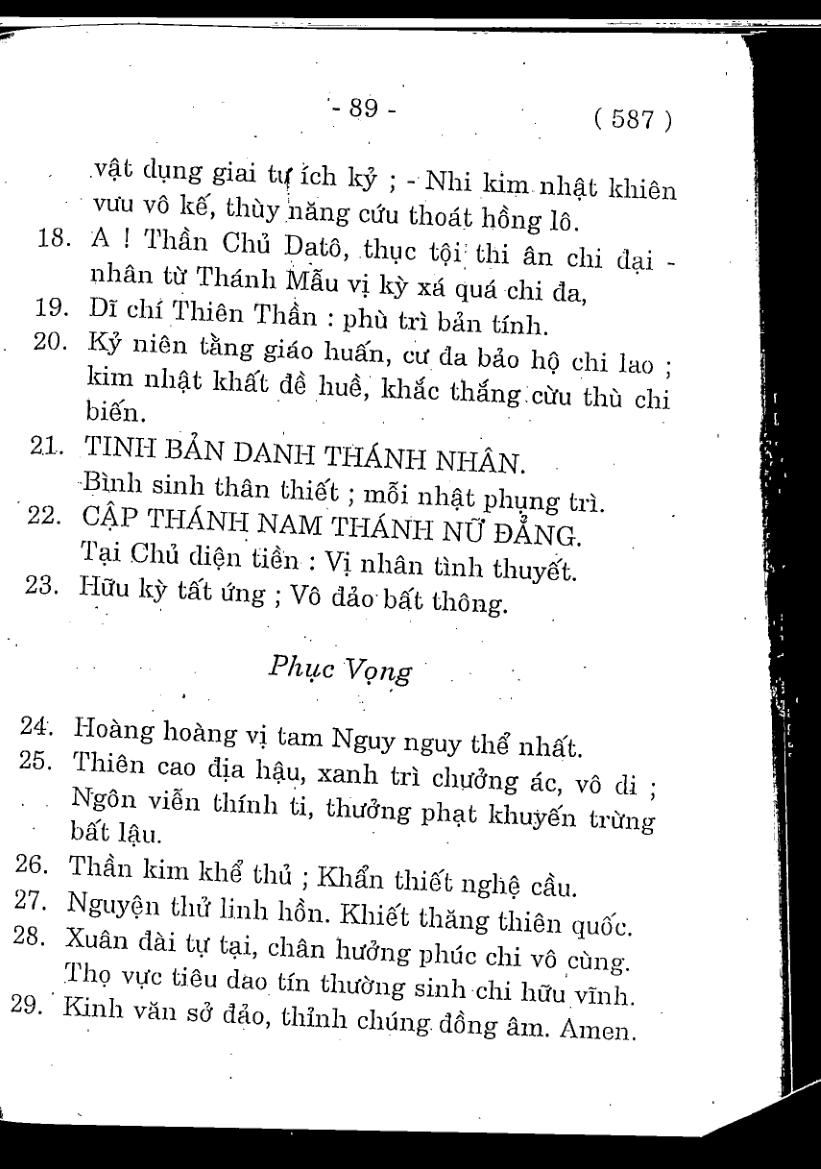 - 89 -
( 587 )
vật dụng giai tự ích kỷ ; - Nhi kim nhật khiên
vưu vô kế, thùy năng cứu thoát hồng lô.
18. A ! Thần Chủ Datô, thục tội thi ân chi đại -
nhân từ Thánh Mẫu vị kỳ xá quá chi đa,
19. Dĩ chí Thiên Thần : phù trì bản tính.
20. Kỷ niên tằng giáo huấn, cư đa bảo hộ chi lao ;
kim nhật khất đề huề, khắc thắng cừu thù chi
biến.
21. TINH BẢN DANH THÁNH NHÂN.
Bình sinh thân thiết ; mỗi nhật phụng trì.
22. CẬP THÁNH NAM THÁNH NỮ ĐẲNG.
Tại Chủ diện tiền : Vị nhân tình thuyết.
23. Hữu kỳ tất ứng ; Vô đảo bất thông.
Phục Vọng
24. Hoàng hoàng vị tam Nguy nguy thể nhất.
25. Thiên cao địa hậu, xanh trì chưởng ác, vô di ;
Ngôn viễn thính ti, thưởng phạt khuyến trừng
bất lậu.
26. Thần kim khể thủ ; Khẩn thiết nghệ cầu.
27. Nguyện thử linh hồn. Khiết thăng thiên quốc.
28. Xuân đài tự tại, chân hưởng phúc chi vô cùng.
Thọ vực tiêu dao tín thường sinh chi hữu vĩnh.
29. Kinh văn sở đảo, thỉnh chúng đồng âm. Amen.